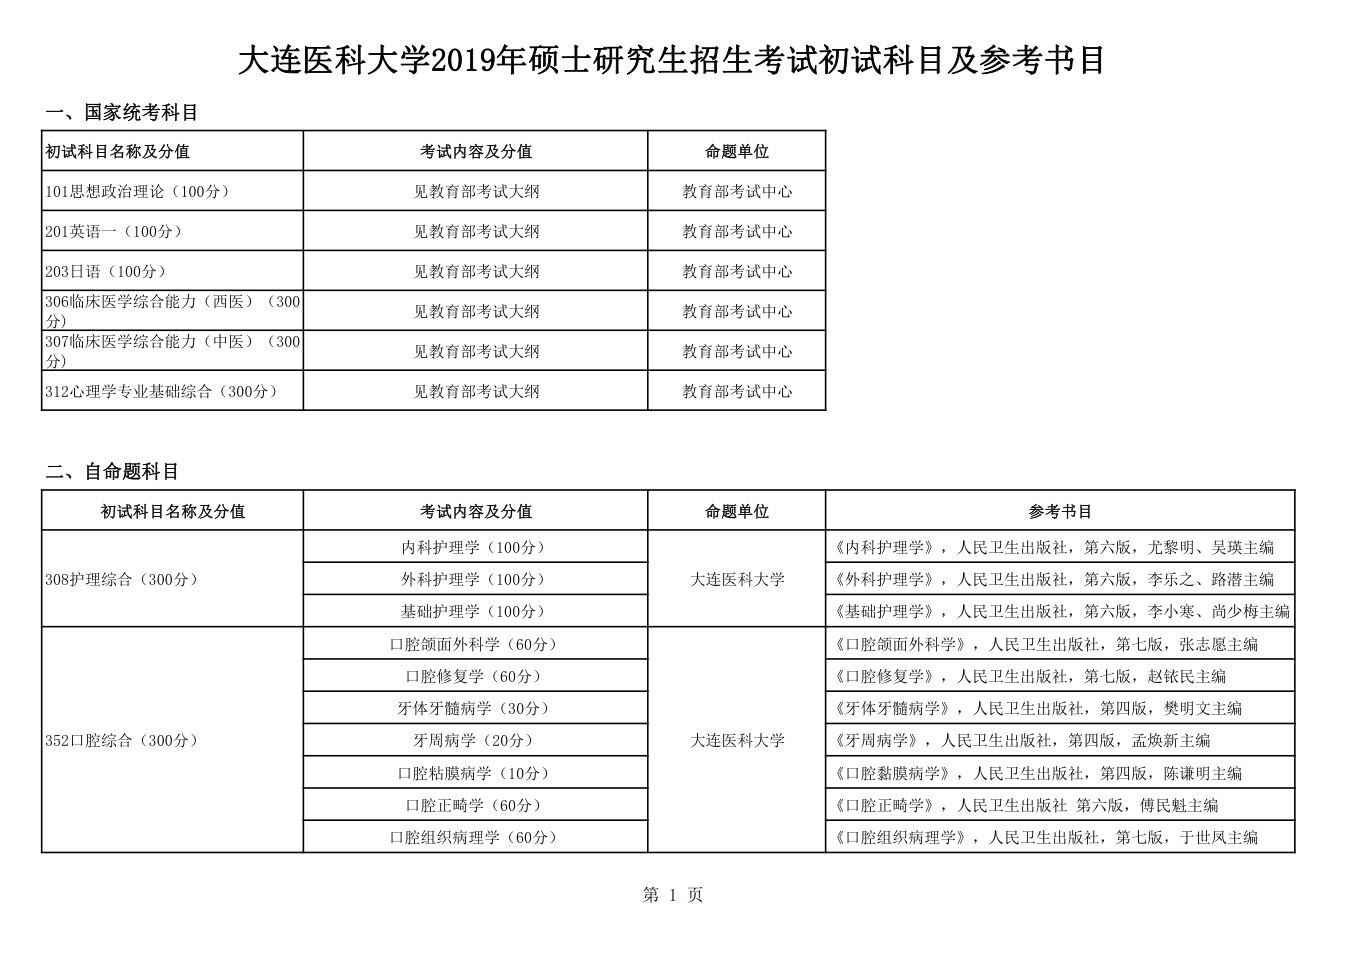 大连医科大学2019年硕士研究生招生考试初试科目及参考书目
一、国家统考科目
初试科目名称及分值 考试内容及分值 命题单位
101思想政治理论（100分） 见教育部考试大纲 教育部考试中心
201英语一（100分） 见教育部考试大纲 教育部考试中心
203日语（100分） 见教育部考试大纲 教育部考试中心
306临床医学综合能力（西医）（300
分） 见教育部考试大纲 教育部考试中心
307临床医学综合能力（中医）（300
分） 见教育部考试大纲 教育部考试中心
312心理学专业基础综合（300分） 见教育部考试大纲 教育部考试中心
二、自命题科目
初试科目名称及分值 考试内容及分值 命题单位 参考书目
308护理综合（300分） 大连医科大学
内科护理学（100分） 《内科护理学》，人民卫生出版社，第六版，尤黎明、吴瑛主编
外科护理学（100分） 《外科护理学》，人民卫生出版社，第六版，李乐之、路潜主编
基础护理学（100分） 《基础护理学》，人民卫生出版社，第六版，李小寒、尚少梅主编
352口腔综合（300分） 大连医科大学
口腔颌面外科学（60分） 《口腔颌面外科学》，人民卫生出版社，第七版，张志愿主编
口腔修复学（60分） 《口腔修复学》，人民卫生出版社，第七版，赵铱民主编
牙体牙髓病学（30分） 《牙体牙髓病学》，人民卫生出版社，第四版，樊明文主编
牙周病学（20分） 《牙周病学》，人民卫生出版社，第四版，孟焕新主编
口腔粘膜病学（10分） 《口腔黏膜病学》，人民卫生出版社，第四版，陈谦明主编
口腔正畸学（60分） 《口腔正畸学》，人民卫生出版社 第六版，傅民魁主编
口腔组织病理学（60分） 《口腔组织病理学》，人民卫生出版社，第七版，于世凤主编
第 1 页